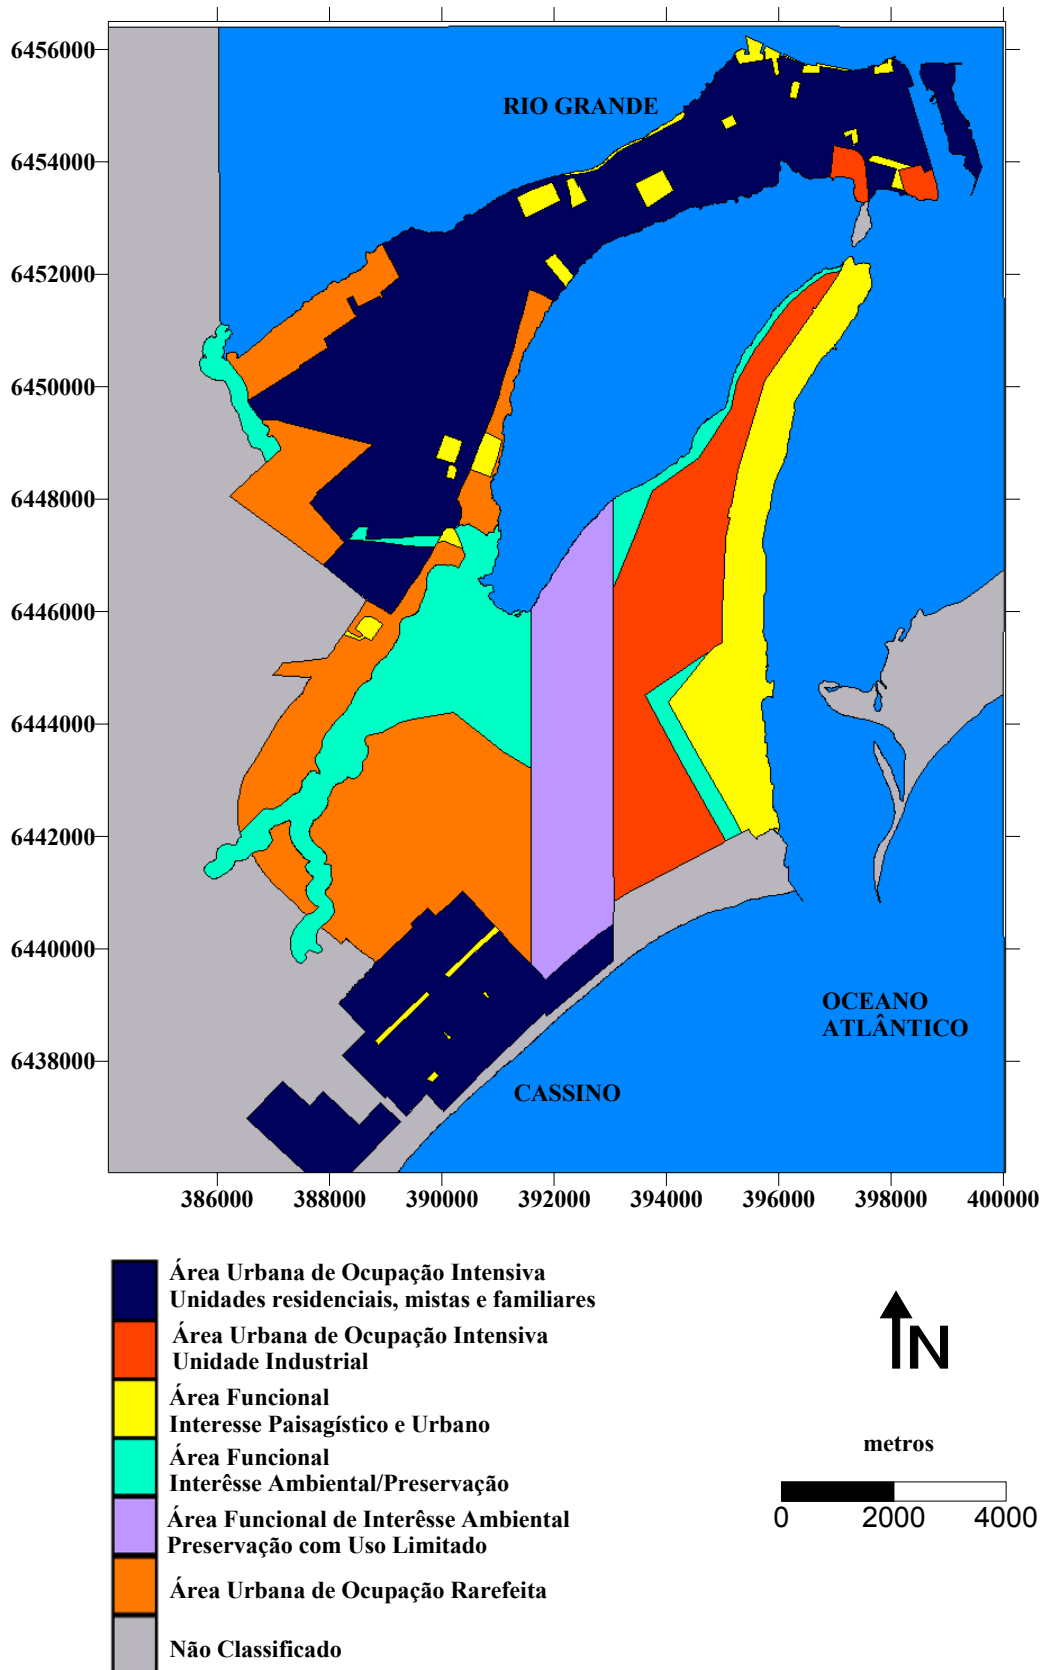 6456000
RIO GRANDE
6454000
6452000
6450000
6448000
6446000
6444000
6442000
6440000
OCEANO
ATLÂNTICO
6438000
CASSINO
386000 388000 390000 392000 394000 396000 398000 400000
Área Urbana de Ocupação Intensiva
Unidades residenciais, mistas e familiares
Área Urbana de Ocupação Intensiva
Unidade Industrial
Área Funcional
Interesse Paisagístico e Urbano
Área Funcional
Interêsse Ambiental/Preservação
Área Funcional de Interêsse Ambiental
Preservação com Uso Limitado
Área Urbana de Ocupação Rarefeita
Não Classificado
N
metros
0 2000 4000